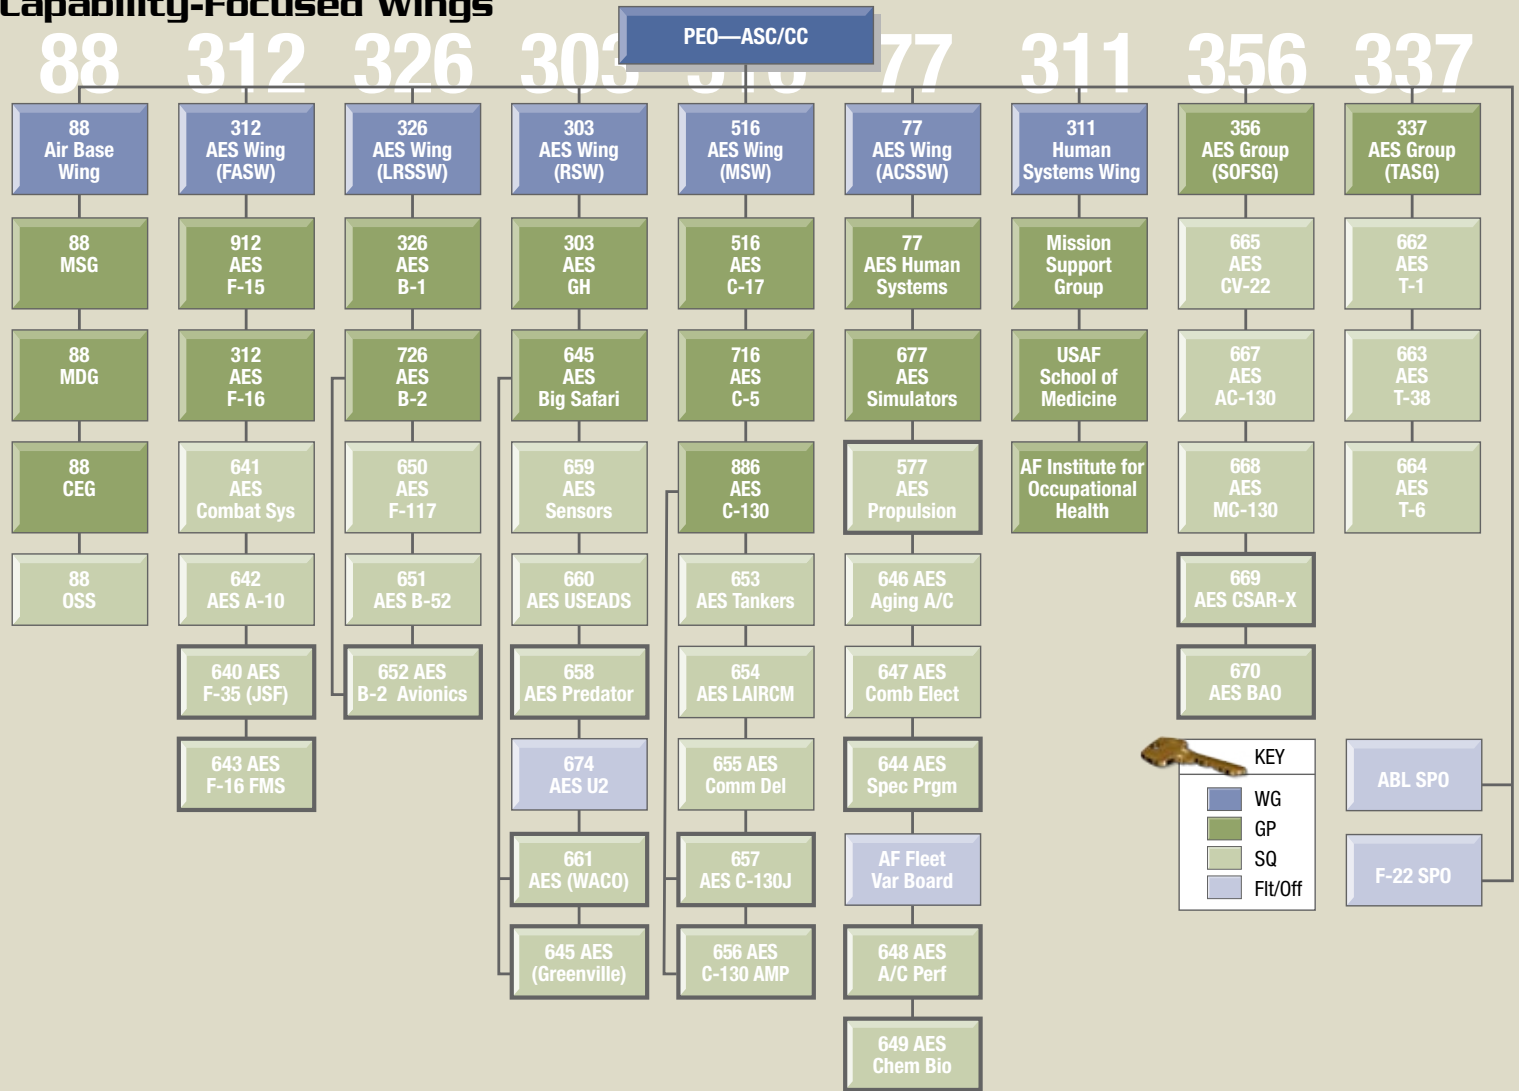 Capability-Focused Wings
PEO—ASC/CC
88
312
326
303
516
77
311
356
337
88
Air Base
Wing
312
AES Wing
(FASW)
326
AES Wing
(LRSSW)
303
AES Wing
(RSW)
516
AES Wing
(MSW)
77
AES Wing
(ACSSW)
311
Human
Systems Wing
356
AES Group
(SOFSG)
337
AES Group
(TASG)
88
MSG
912
AES
F-15
326
AES
B-1
303
AES
GH
516
AES
C-17
77
AES Human
Systems
Mission
Support
Group
665
AES
CV-22
662
AES
T-1
88
MDG
312
AES
F-16
726
AES
B-2
645
AES
Big Safari
716
AES
C-5
677
AES
Simulators
USAF
School of
Medicine
667
AES
AC-130
663
AES
T-38
88
CEG
641
AES
Combat Sys
650
AES
F-117
659
AES
Sensors
886
AES
C-130
577
AES
Propulsion
AF Institute for
Occupational
Health
668
AES
MC-130
664
AES
T-6
88
OSS
642
AES A-10
651
AES B-52
660
AES USEADS
653
AES Tankers
646 AES
Aging A/C
669
AES CSAR-X
640 AES
F-35 (JSF)
652 AES
B-2 Avionics
658
AES Predator
654
AES LAIRCM
647 AES
Comb Elect
670
AES BAO
643 AES
F-16 FMS
674
AES U2
655 AES
Comm Del
644 AES
Spec Prgm
KEY
WG
GP
SQ
Flt/Off
ABL SPO
661
AES (WACO)
657
AES C-130J
AF Fleet
Var Board
F-22 SPO
645 AES
(Greenville)
656 AES
C-130 AMP
648 AES
A/C Perf
649 AES
Chem Bio